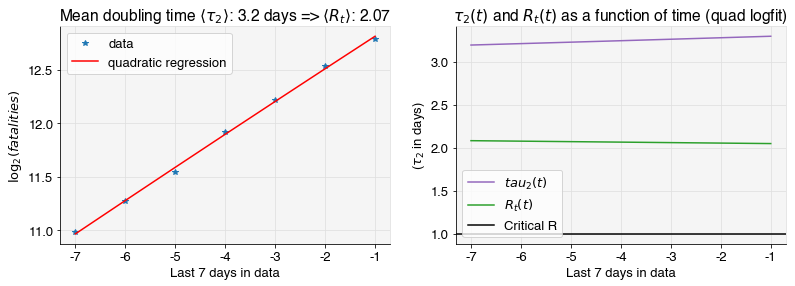 Mean doubling time ⟨τ₂⟩: 3.2 days => ⟨Rₜ⟩: 2.07
data
quadratic regression
log₂(fatalities)
12.5
12.0
11.5
11.0
-7 -6 -5 -4 -3 -2 -1
Last 7 days in data
τ₂(t) and Rₜ(t) as a function of time (quad logfit)
(τ₂ in days)
3.0
2.5
2.0
1.5
1.0
tau₂(t)
Rₜ(t)
Critical R
-7 -6 -5 -4 -3 -2 -1
Last 7 days in data